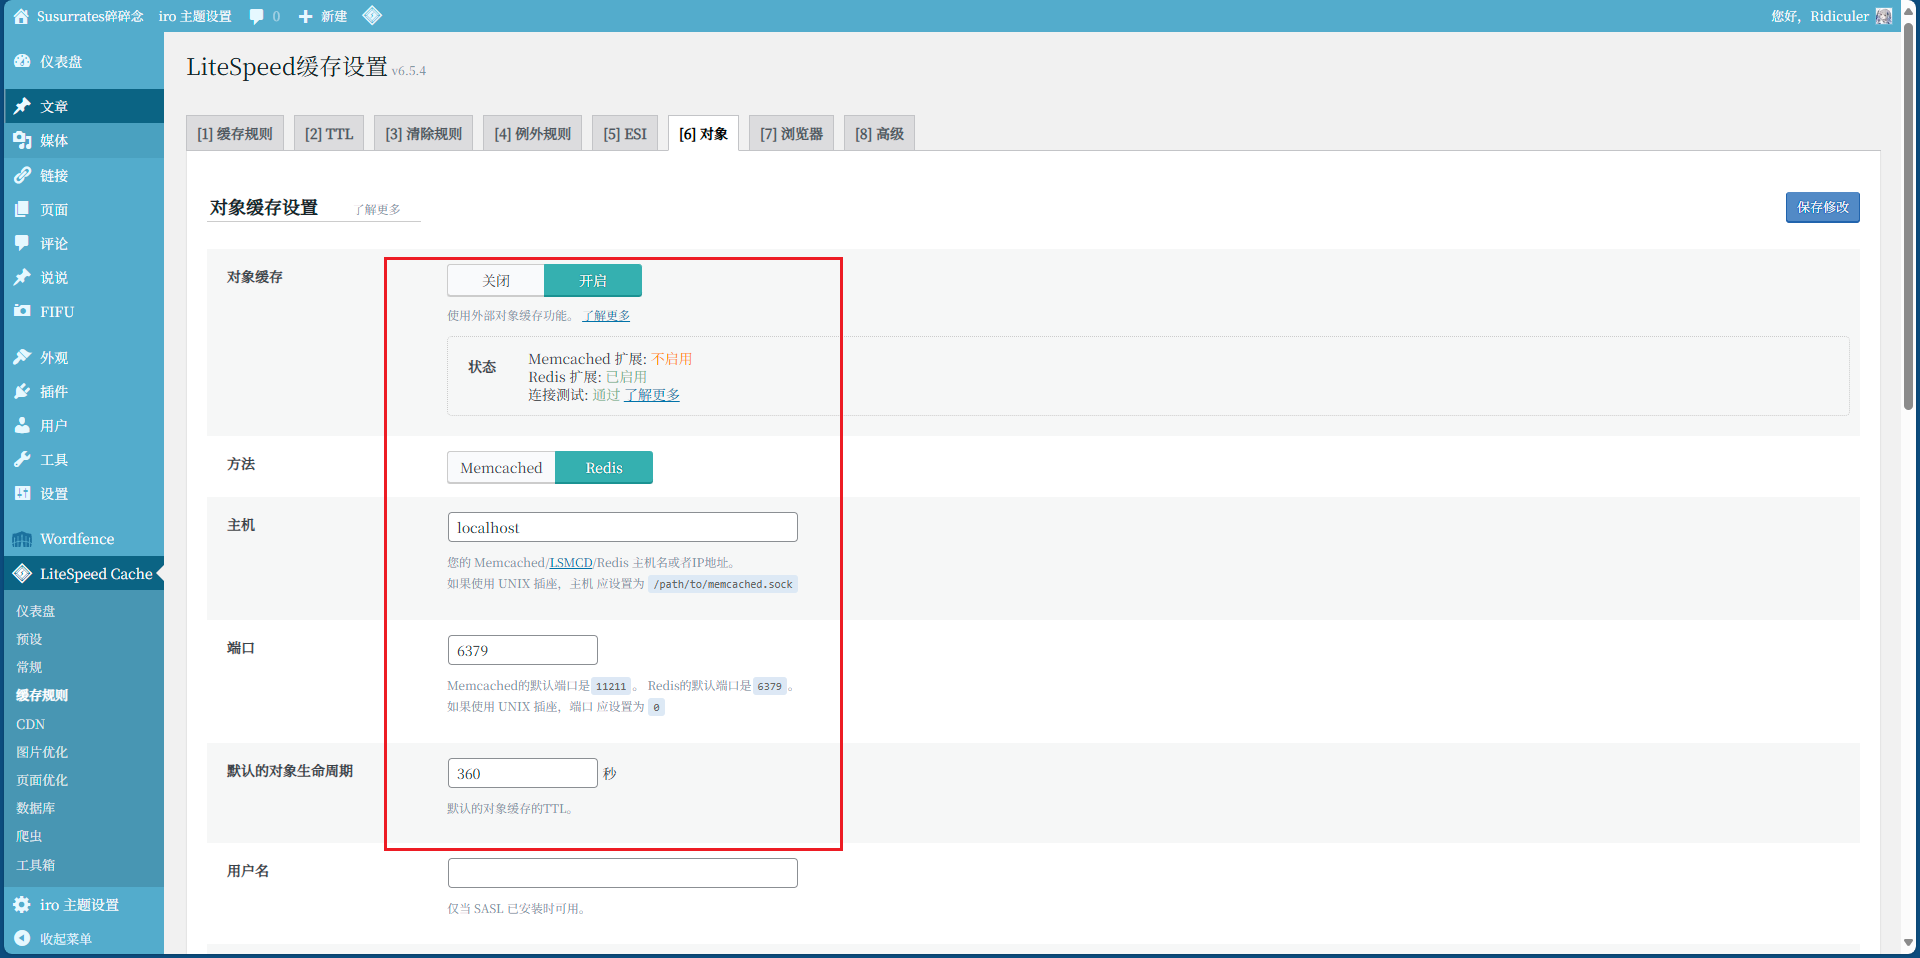 Susurrates碎碎念 iro 主题设置 0 新建 您好，Ridiculer
仪表盘
文章
媒体
链接
页面
评论
说说
FIFU
外观
插件
用户
工具
设置
Wordfence
LiteSpeed Cache
仪表盘
预设
常规
缓存规则
CDN
图片优化
页面优化
数据库
爬虫
工具箱
iro 主题设置
收起菜单
LiteSpeed缓存设置 v6.5.4
[1] 缓存规则 [2] TTL [3] 清除规则 [4] 例外规则 [5] ESI [6] 对象 [7] 浏览器 [8] 高级
对象缓存设置 了解更多 保存修改
对象缓存 关闭 开启
使用外部对象缓存功能。 了解更多
状态
Memcached 扩展: 不启用
Redis 扩展: 已启用
连接测试: 通过 了解更多
方法 Memcached Redis
主机 localhost
您的 Memcached/LSMCD/Redis 主机名或者IP地址。
如果使用 UNIX 插座，主机 应设置为 /path/to/memcached.sock
端口 6379
Memcached的默认端口是 11211 。 Redis的默认端口是 6379 。
如果使用 UNIX 插座，端口 应设置为 0
默认的对象生命周期 360 秒
默认的对象缓存的TTL。
用户名
仅当 SASL 已安装时可用。